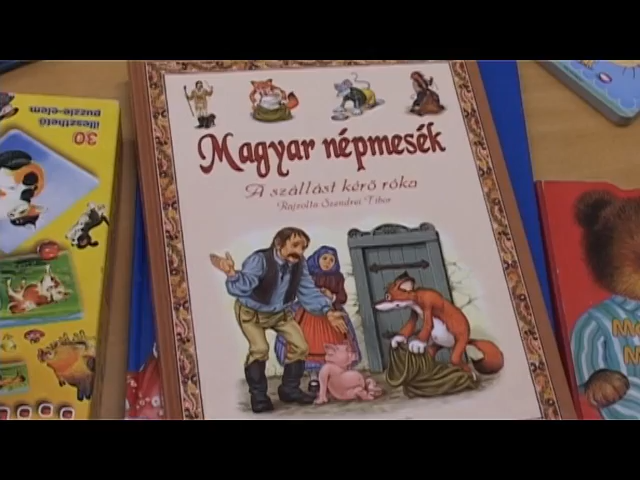 Magyar népmesék
A szállást kérő róka
Rajzolta Szendrei Tibor
30
illeszthető
puzzle-elem